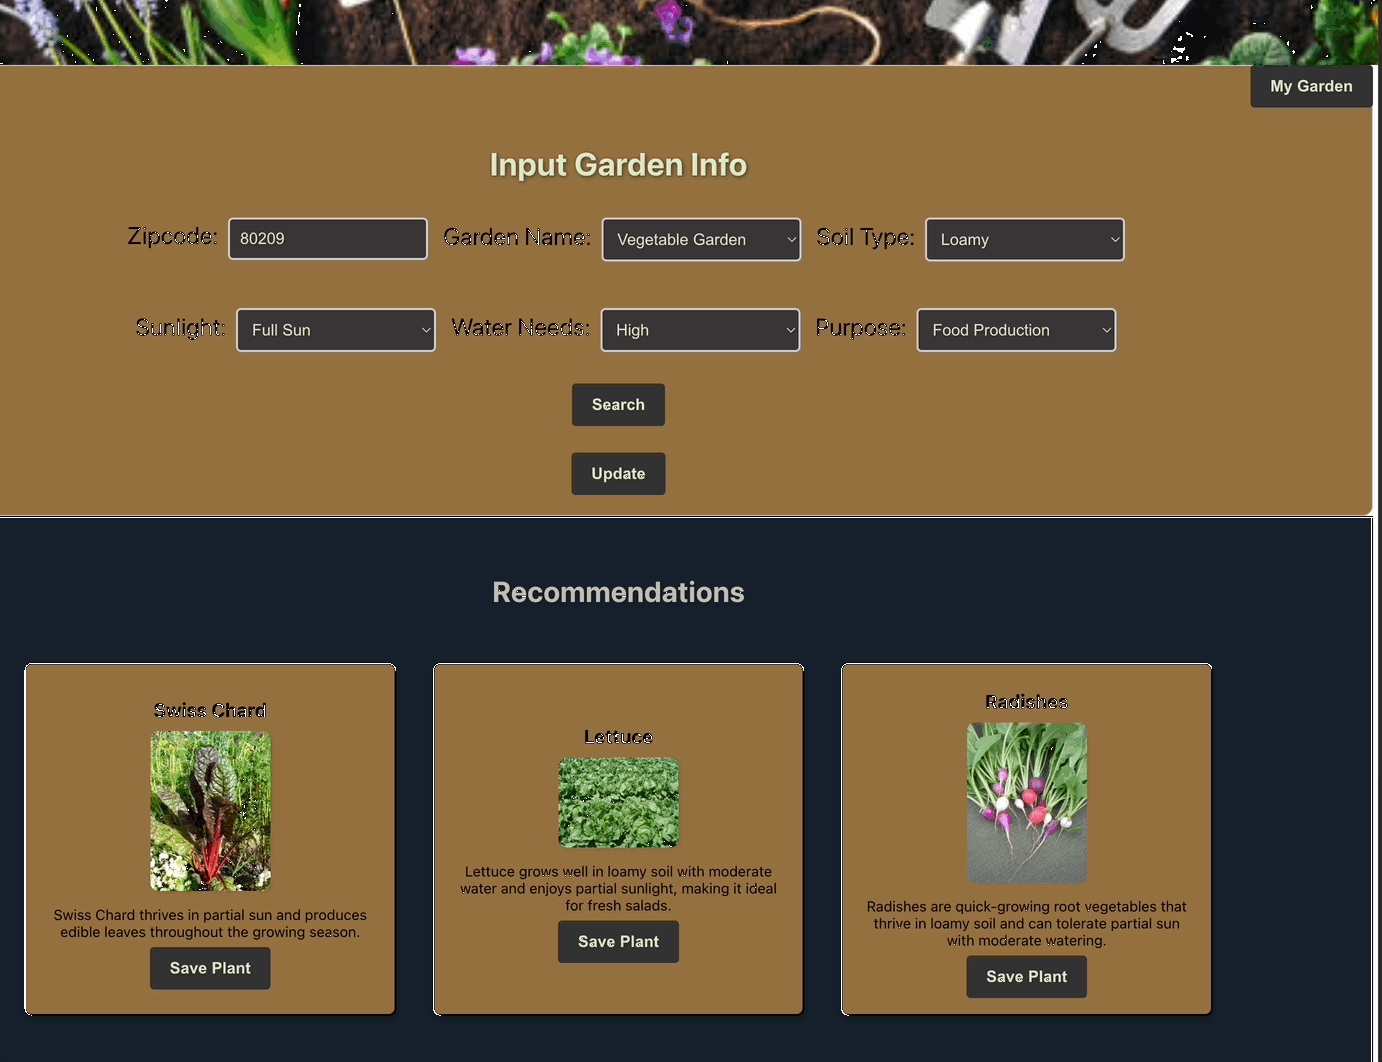 My Garden
Input Garden Info
Zipcode: 80209 Garden Name: Vegetable Garden Soil Type: Loamy
Sunlight: Full Sun Water Needs: High Purpose: Food Production
Search
Update
Recommendations
Swiss Chard
Swiss Chard thrives in partial sun and produces
edible leaves throughout the growing season.
Save Plant
Lettuce
Lettuce grows well in loamy soil with moderate
water and enjoys partial sunlight, making it ideal
for fresh salads.
Save Plant
Radishes
Radishes are quick-growing root vegetables that
thrive in loamy soil and can tolerate partial sun
with moderate watering.
Save Plant